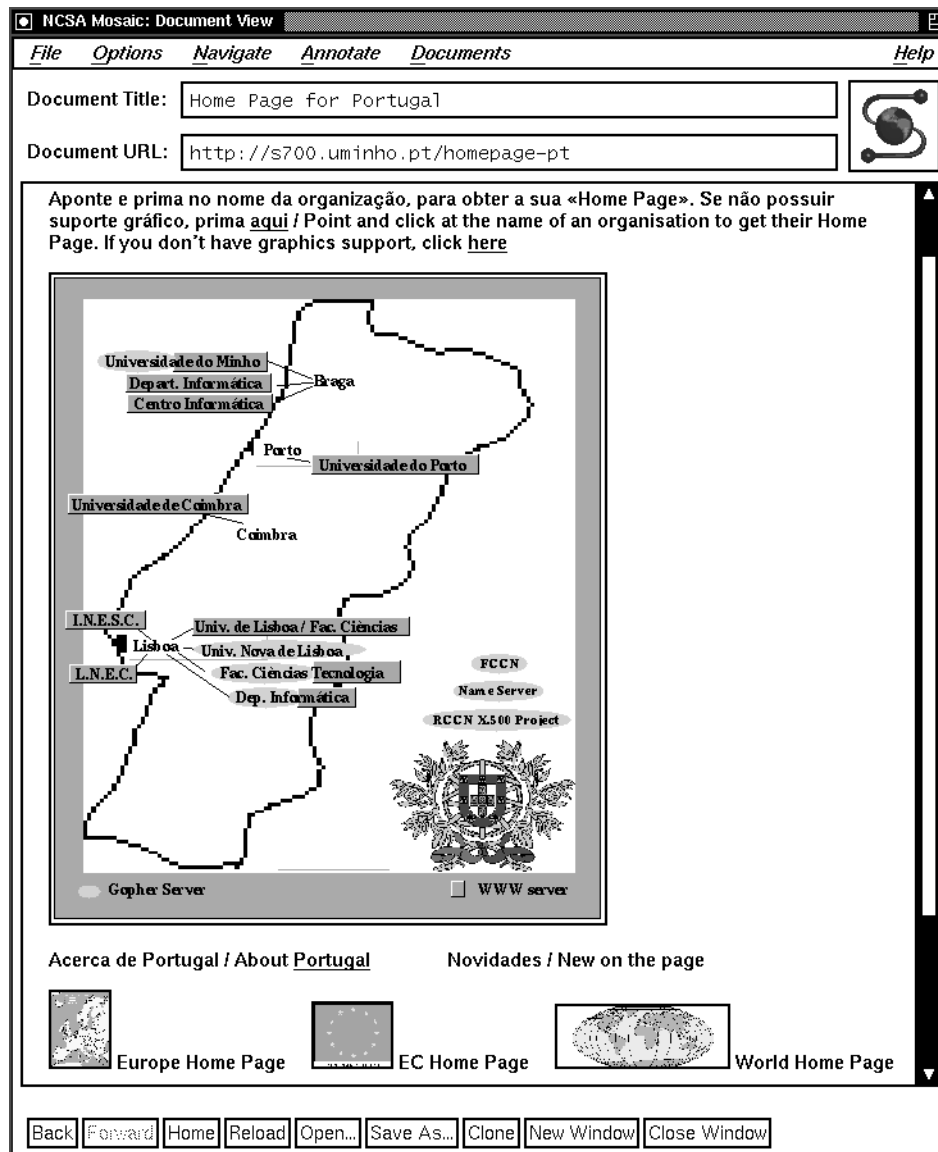 NCSA Mosaic: Document View
File Options Navigate Annotate Documents Help
Document Title: Home Page for Portugal
Document URL: http://s700.uminho.pt/homepage-pt
Aponte e prima no nome da organização, para obter a sua «Home Page». Se não possuir
suporte gráfico, prima aqui / Point and click at the name of an organisation to get their Home
Page. If you don't have graphics support, click here
Universidade do Minho
Depart. Informática
Braga
Centro Informática
Porto
Universidade do Porto
Universidade de Coimbra
Coimbra
I.N.E.S.C.
Univ. de Lisboa / Fac. Ciências
Lisboa
Univ. Nova de Lisboa
L.N.E.C.
Fac. Ciências Tecnologia
Dep. Informática
FCCN
Name Server
RCCN X.500 Project
Gopher Server
WWW server
Acerca de Portugal / About Portugal
Novidades / New on the page
Europe Home Page
EC Home Page
World Home Page
Back Forward Home Reload Open... Save As... Clone New Window Close Window